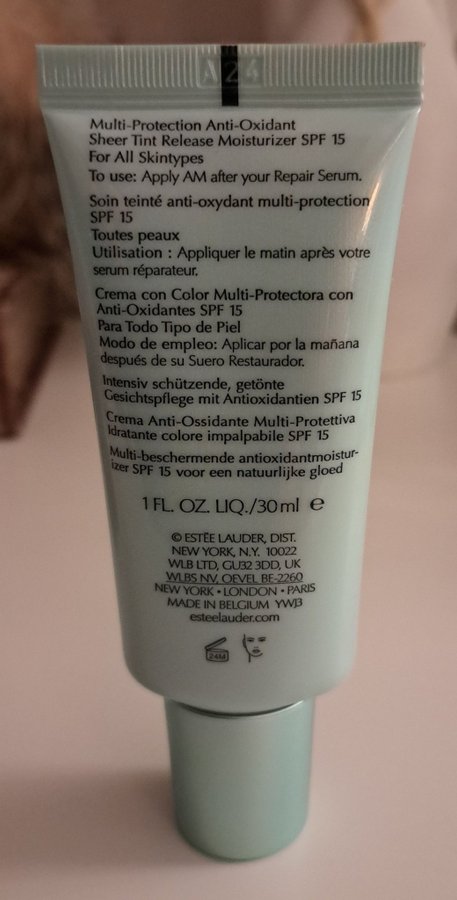 A24
Multi-Protection Anti-Oxidant
Sheer Tint Release Moisturizer SPF 15
For All Skintypes
To use: Apply AM after your Repair Serum.
Soin teinté anti-oxydant multi-protection
SPF 15
Toutes peaux
Utilisation : Appliquer le matin après votre
serum réparateur.
Crema con Color Multi-Protectora con
Anti-Oxidantes SPF 15
Para Todo Tipo de Piel
Modo de empleo: Aplicar por la mañana
después de su Suero Restaurador.
Intensiv schützende, getönte
Gesichtspflege mit Antioxidantien SPF 15
Crema Anti-Ossidante Multi-Protettiva
Idratante colore impalpabile SPF 15
Multi-beschermende antioxidantmoistur-
izer SPF 15 voor een natuurlijke gloed
1 FL. OZ. LIQ./30 ml e
© ESTĒE LAUDER, DIST.
NEW YORK, N.Y. 10022
WLB LTD, GU32 3DD, UK
WLBS NV, OEVEL BE-2260
NEW YORK • LONDON • PARIS
MADE IN BELGIUM YWJ3
esteelauder.com
24M